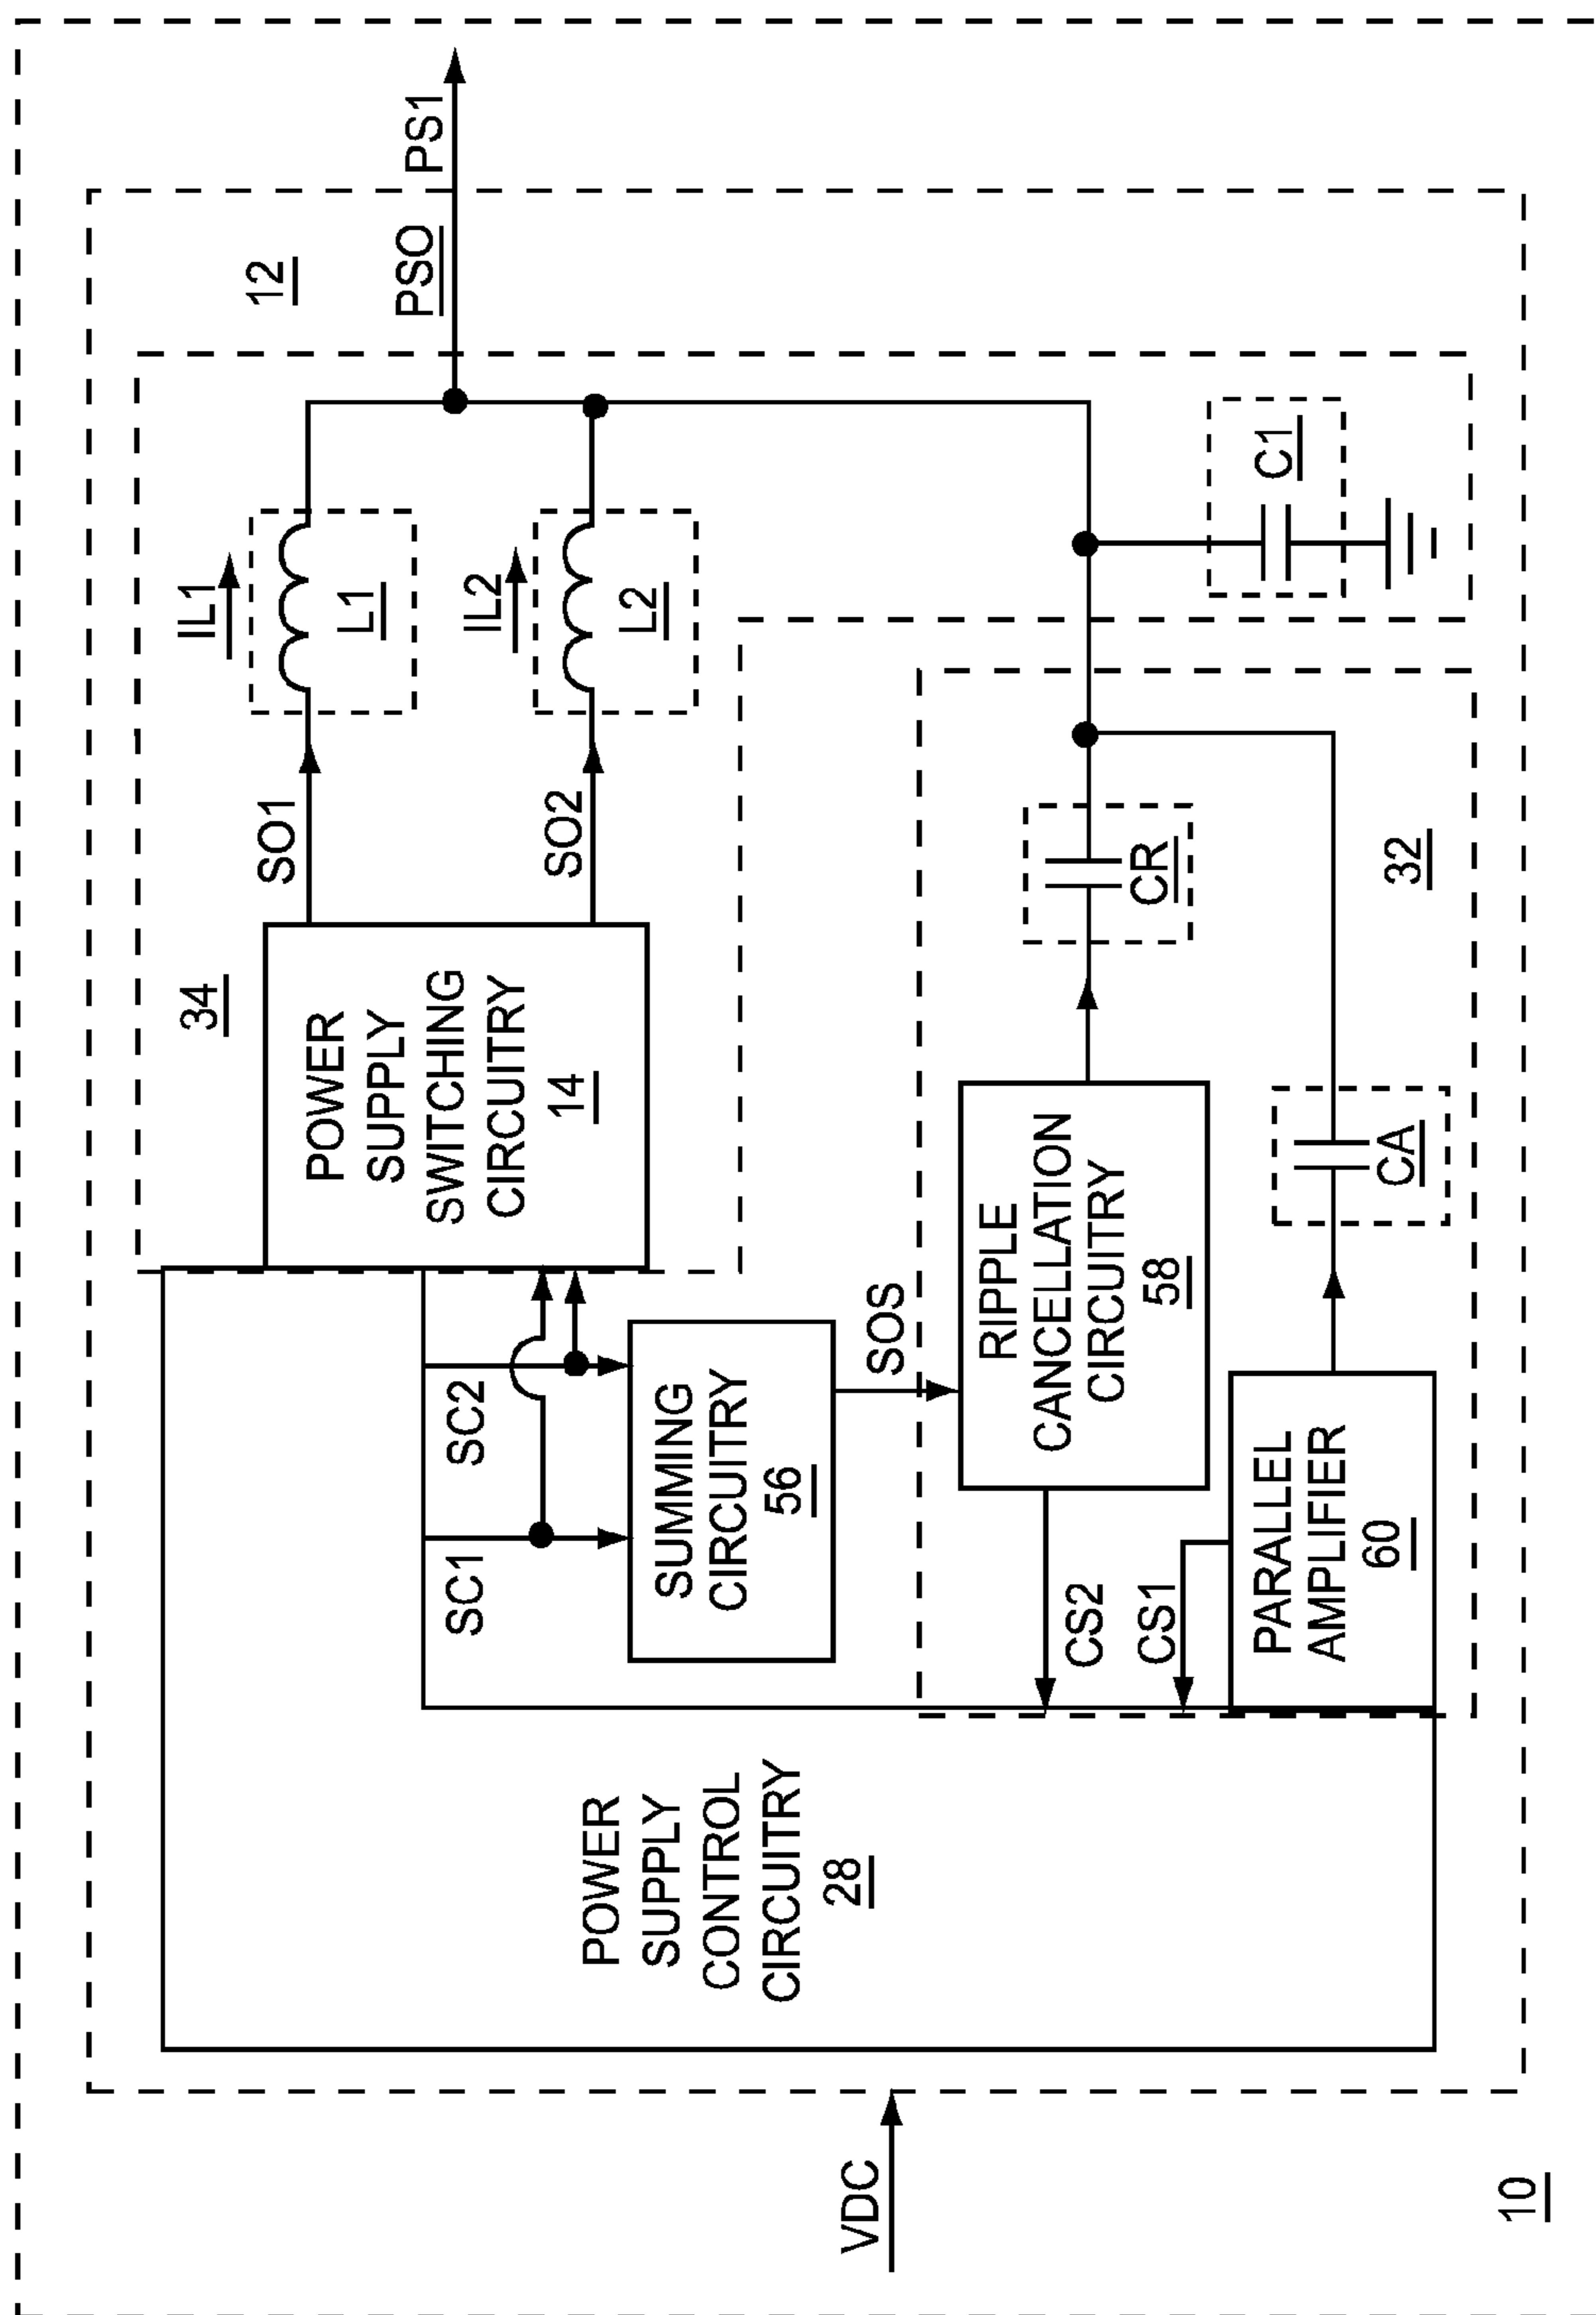 VDC
10
POWER
SUPPLY
CONTROL
CIRCUITRY
28
SC1
SC2
SUMMING
CIRCUITRY
56
SOS
34
POWER
SUPPLY
SWITCHING
CIRCUITRY
14
SO1
SO2
IL1
L1
IL2
L2
12
PSO
PS1
C1
CS2
CS1
RIPPLE
CANCELLATION
CIRCUITRY
58
PARALLEL
AMPLIFIER
60
CR
CA
32